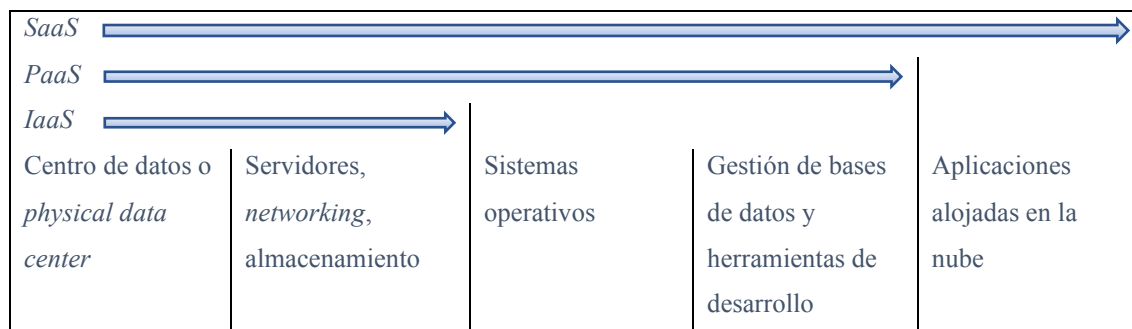 SaaS
PaaS
IaaS
Centro de datos o
physical data
center
Servidores,
networking,
almacenamiento
Sistemas
operativos
Gestión de bases
de datos y
herramientas de
desarrollo
Aplicaciones
alojadas en la
nube